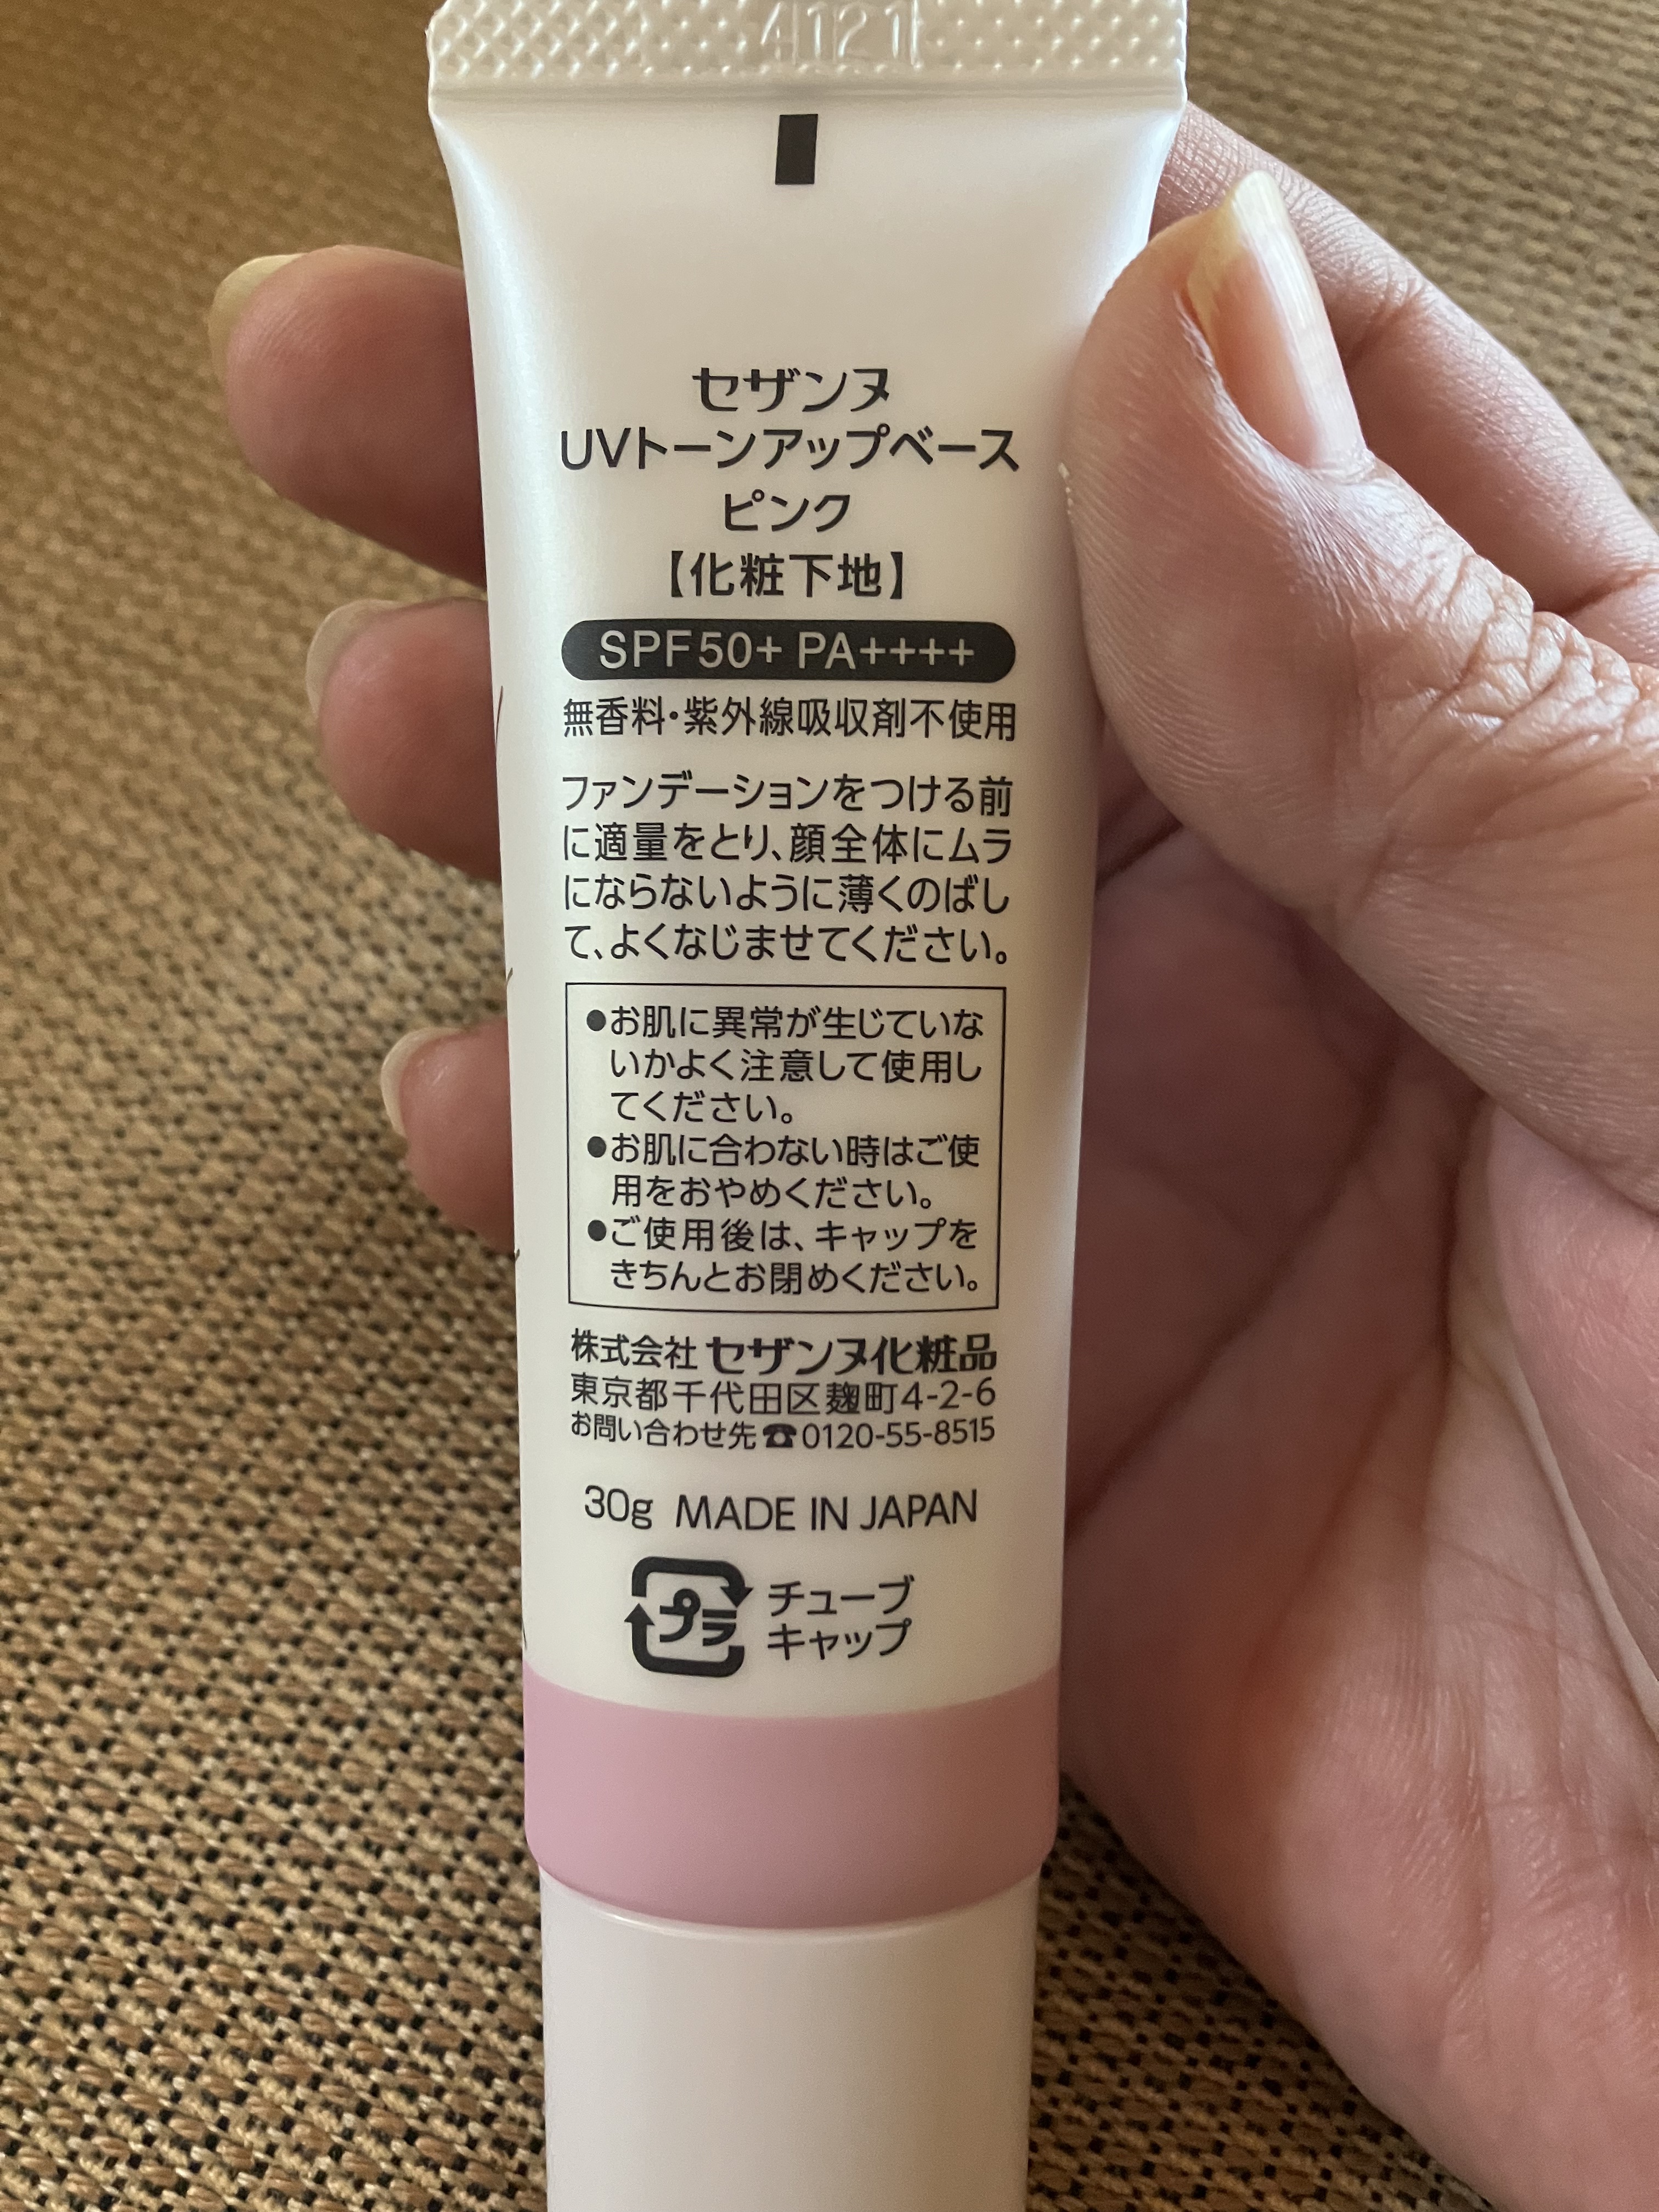 4121
セザンヌ
UVトーンアップベース
ピンク
【化粧下地】
SPF50+ PA++++
無香料・紫外線吸収剤不使用
ファンデーションをつける前
に適量をとり、顔全体にムラ
にならないように薄くのばし
て、よくなじませてください。
●お肌に異常が生じていな
いかよく注意して使用し
てください。
●お肌に合わない時はご使
用をおやめください。
●ご使用後は、キャップを
きちんとお閉めください。
株式会社 セザンヌ化粧品
東京都千代田区麹町4-2-6
お問い合わせ先☎0120-55-8515
30g MADE IN JAPAN
プラ チューブ
キャップ